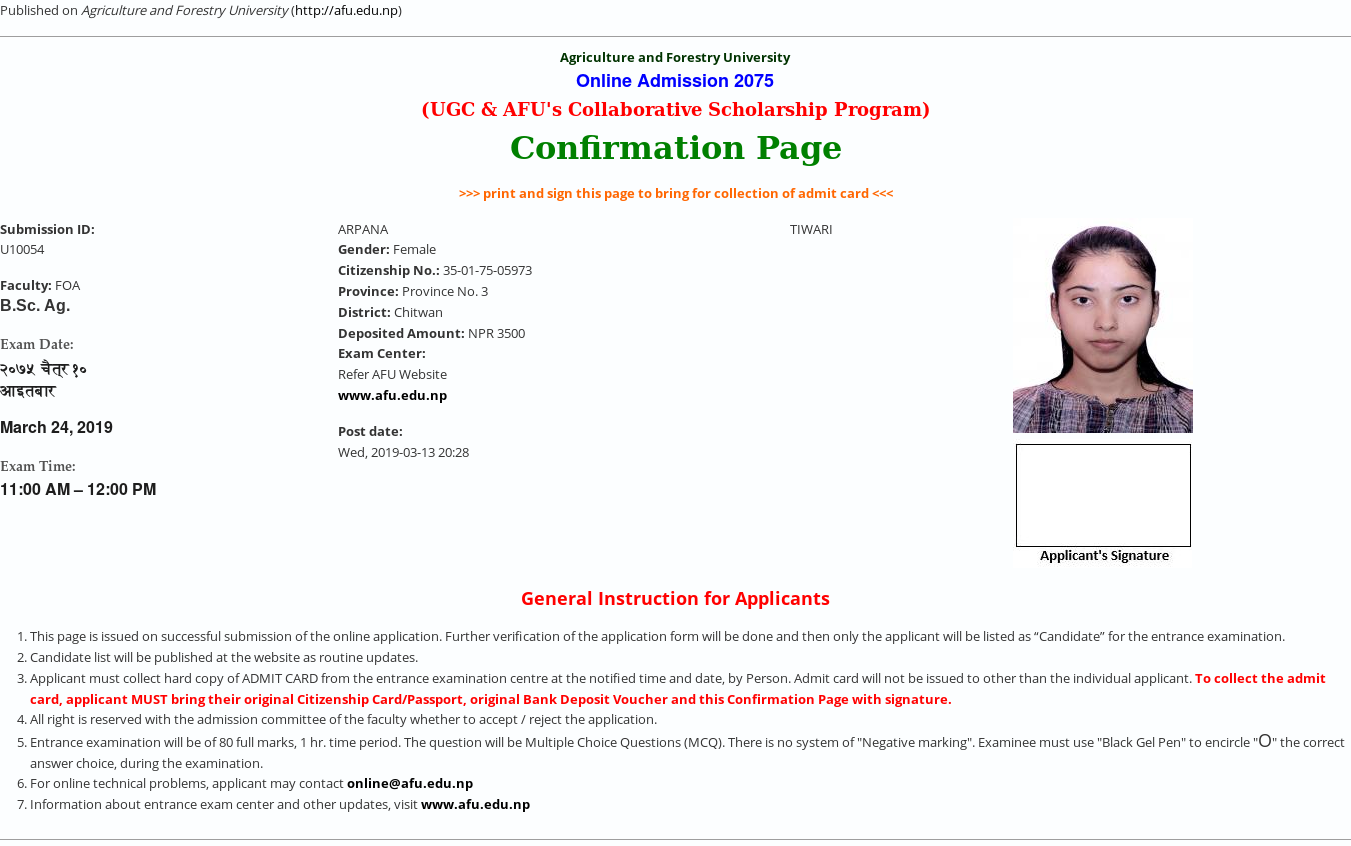 Published on Agriculture and Forestry University (http://afu.edu.np)
Agriculture and Forestry University
Online Admission 2075
(UGC & AFU's Collaborative Scholarship Program)
Confirmation Page
>>> print and sign this page to bring for collection of admit card <<<
Submission ID:
U10054
Faculty: FOA
B.Sc. Ag.
Exam Date:
२०७५ चैत्र १०
आइतबार
March 24, 2019
Exam Time:
11:00 AM – 12:00 PM
ARPANA
Gender: Female
Citizenship No.: 35-01-75-05973
Province: Province No. 3
District: Chitwan
Deposited Amount: NPR 3500
Exam Center:
Refer AFU Website
www.afu.edu.np
Post date:
Wed, 2019-03-13 20:28
TIWARI
Applicant's Signature
General Instruction for Applicants
1. This page is issued on successful submission of the online application. Further verification of the application form will be done and then only the applicant will be listed as “Candidate” for the entrance examination.
2. Candidate list will be published at the website as routine updates.
3. Applicant must collect hard copy of ADMIT CARD from the entrance examination centre at the notified time and date, by Person. Admit card will not be issued to other than the individual applicant. To collect the admit
card, applicant MUST bring their original Citizenship Card/Passport, original Bank Deposit Voucher and this Confirmation Page with signature.
4. All right is reserved with the admission committee of the faculty whether to accept / reject the application.
5. Entrance examination will be of 80 full marks, 1 hr. time period. The question will be Multiple Choice Questions (MCQ). There is no system of "Negative marking". Examinee must use "Black Gel Pen" to encircle "O" the correct
answer choice, during the examination.
6. For online technical problems, applicant may contact online@afu.edu.np
7. Information about entrance exam center and other updates, visit www.afu.edu.np